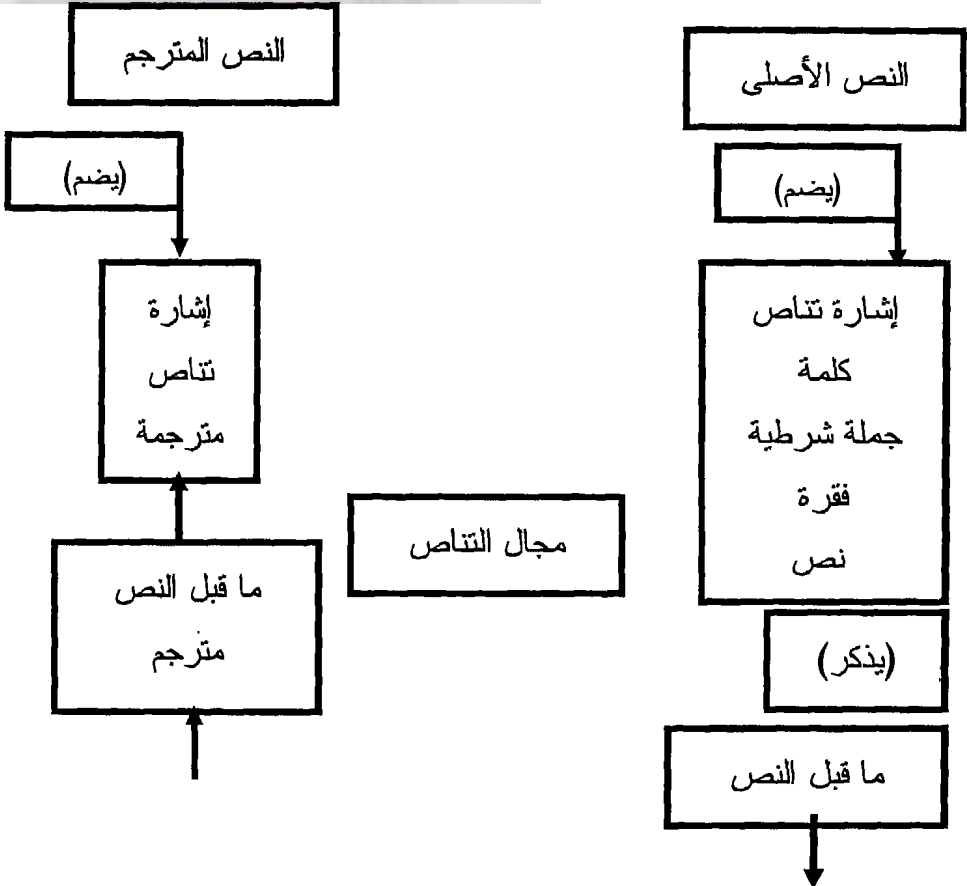 النص الأصلى
(يضم)
إشارة تناص
كلمة
جملة شرطية
فقرة
نص
(يذكر)
ما قبل النص
مجال التناص
النص المترجم
(يضم)
إشارة
تناص
مترجمة
ما قبل النص
مترجم